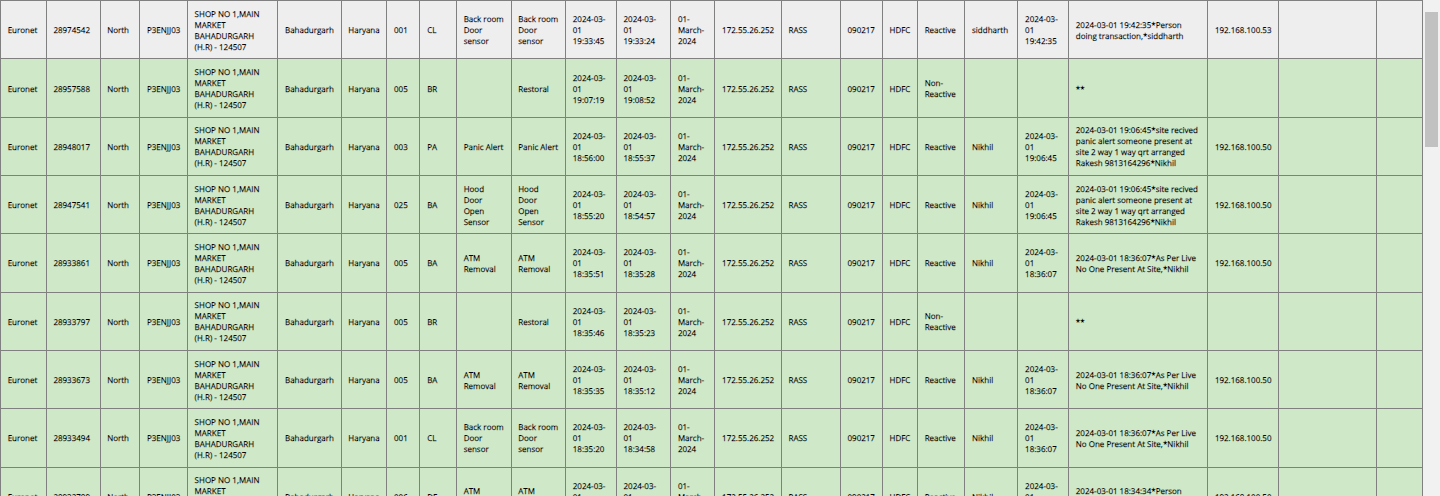 Euronet 28974542 North P3ENJJ03 SHOP NO 1,MAIN MARKET BAHADURGARH (H.R) - 124507 Bahadurgarh Haryana 001 CL Back room Door sensor Back room Door sensor 2024-03-01 19:33:45 2024-03-01 19:33:24 01-March-2024 172.55.26.252 RASS 090217 HDFC Reactive siddharth 2024-03-01 19:42:35 2024-03-01 19:42:35*Person doing transaction,*siddharth 192.168.100.53
Euronet 28957588 North P3ENJJ03 SHOP NO 1,MAIN MARKET BAHADURGARH (H.R) - 124507 Bahadurgarh Haryana 005 BR Restoral 2024-03-01 19:07:19 2024-03-01 19:08:52 01-March-2024 172.55.26.252 RASS 090217 HDFC Non-Reactive **
Euronet 28948017 North P3ENJJ03 SHOP NO 1,MAIN MARKET BAHADURGARH (H.R) - 124507 Bahadurgarh Haryana 003 PA Panic Alert Panic Alert 2024-03-01 18:56:00 2024-03-01 18:55:37 01-March-2024 172.55.26.252 RASS 090217 HDFC Reactive Nikhil 2024-03-01 19:06:45 2024-03-01 19:06:45*site recived panic alert someone present at site 2 way 1 way qrt arranged Rakesh 9813164296*Nikhil 192.168.100.50
Euronet 28947541 North P3ENJJ03 SHOP NO 1,MAIN MARKET BAHADURGARH (H.R) - 124507 Bahadurgarh Haryana 025 BA Hood Door Open Sensor Hood Door Open Sensor 2024-03-01 18:55:20 2024-03-01 18:54:57 01-March-2024 172.55.26.252 RASS 090217 HDFC Reactive Nikhil 2024-03-01 19:06:45 2024-03-01 19:06:45*site recived panic alert someone present at site 2 way 1 way qrt arranged Rakesh 9813164296*Nikhil 192.168.100.50
Euronet 28933861 North P3ENJJ03 SHOP NO 1,MAIN MARKET BAHADURGARH (H.R) - 124507 Bahadurgarh Haryana 005 BA ATM Removal ATM Removal 2024-03-01 18:35:51 2024-03-01 18:35:28 01-March-2024 172.55.26.252 RASS 090217 HDFC Reactive Nikhil 2024-03-01 18:36:07 2024-03-01 18:36:07*As Per Live No One Present At Site,*Nikhil 192.168.100.50
Euronet 28933797 North P3ENJJ03 SHOP NO 1,MAIN MARKET BAHADURGARH (H.R) - 124507 Bahadurgarh Haryana 005 BR Restoral 2024-03-01 18:35:46 2024-03-01 18:35:23 01-March-2024 172.55.26.252 RASS 090217 HDFC Non-Reactive **
Euronet 28933673 North P3ENJJ03 SHOP NO 1,MAIN MARKET BAHADURGARH (H.R) - 124507 Bahadurgarh Haryana 005 BA ATM Removal ATM Removal 2024-03-01 18:35:35 2024-03-01 18:35:12 01-March-2024 172.55.26.252 RASS 090217 HDFC Reactive Nikhil 2024-03-01 18:36:07 2024-03-01 18:36:07*As Per Live No One Present At Site,*Nikhil 192.168.100.50
Euronet 28933494 North P3ENJJ03 SHOP NO 1,MAIN MARKET BAHADURGARH (H.R) - 124507 Bahadurgarh Haryana 001 CL Back room Door sensor Back room Door sensor 2024-03-01 18:35:20 2024-03-01 18:34:58 01-March-2024 172.55.26.252 RASS 090217 HDFC Reactive Nikhil 2024-03-01 18:36:07 2024-03-01 18:36:07*As Per Live No One Present At Site,*Nikhil 192.168.100.50
SHOP NO 1,MAIN MARKET ATM ATM 2024-03- 2024-03- 01- 2024-03- 2024-03-01 18:34:34*Person